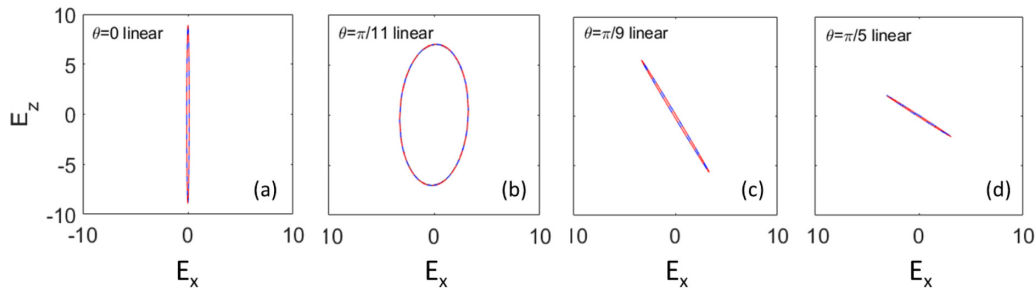 θ=0 linear
θ=π/11 linear
θ=π/9 linear
θ=π/5 linear
10
5
0
-5
-10
E_z
(a)
(b)
(c)
(d)
-10 0 10
0 10
10 0 10
10 0 10
E_x
E_x
E_x
E_x